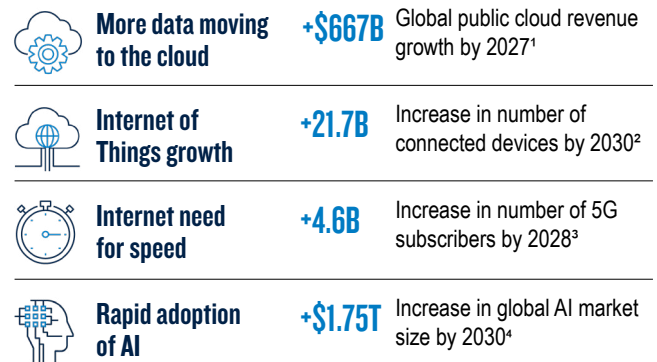 More data moving
to the cloud
+$667B
Global public cloud revenue
growth by 2027¹
Internet of
Things growth
+21.7B
Increase in number of
connected devices by 2030²
Internet need
for speed
+4.6B
Increase in number of 5G
subscribers by 2028³
Rapid adoption
of AI
+$1.75T
Increase in global AI market
size by 2030⁴